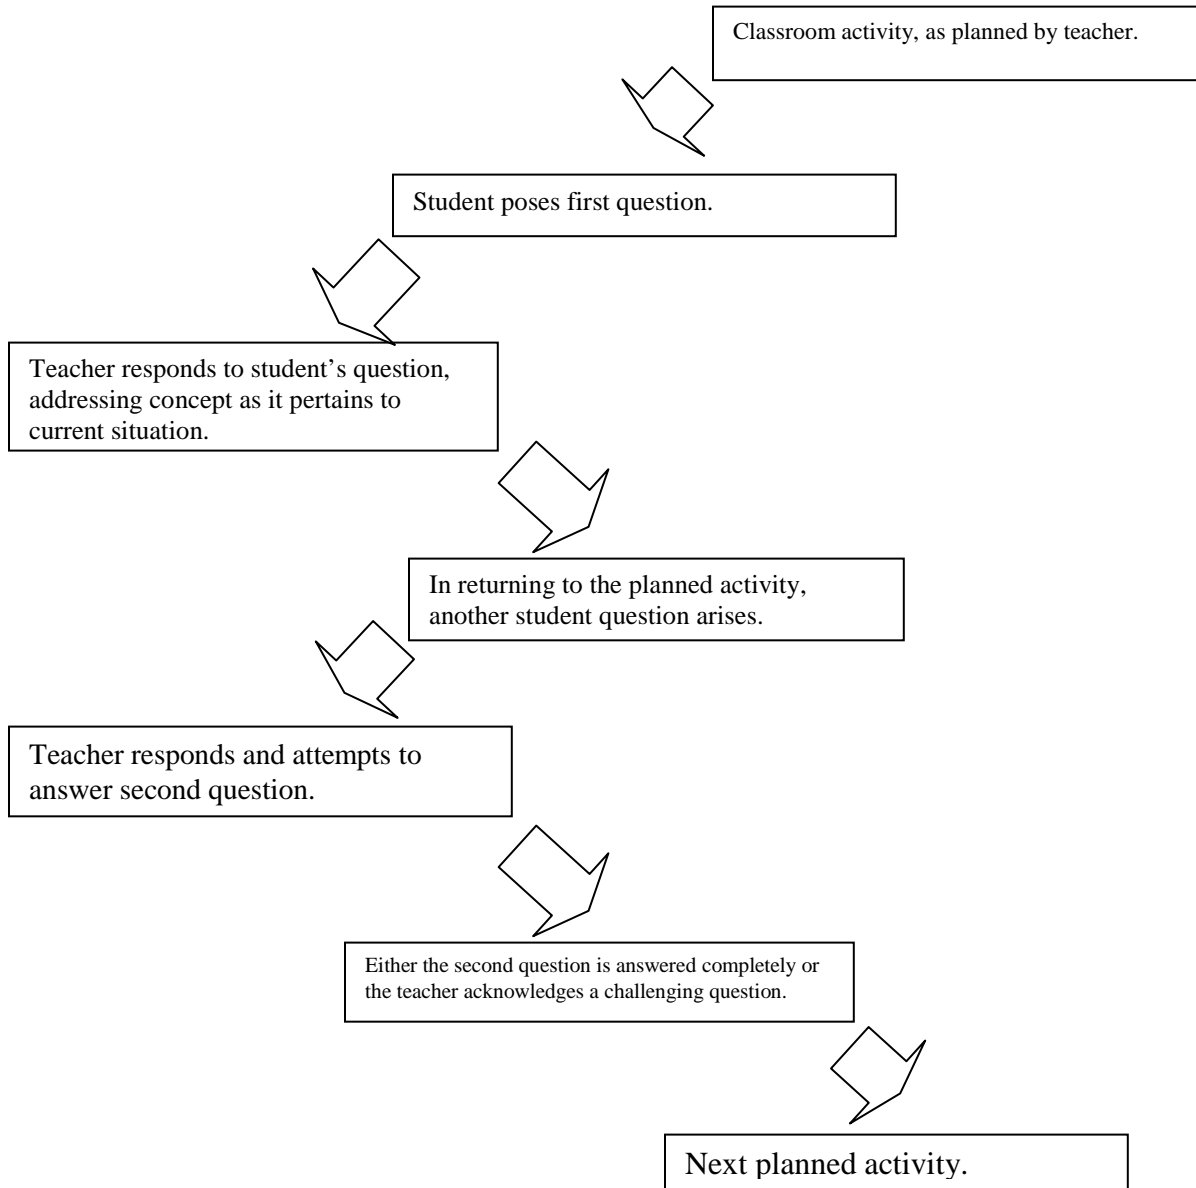 Classroom activity, as planned by teacher.
Student poses first question.
Teacher responds to student’s question,
addressing concept as it pertains to
current situation.
In returning to the planned activity,
another student question arises.
Teacher responds and attempts to
answer second question.
Either the second question is answered completely or
the teacher acknowledges a challenging question.
Next planned activity.